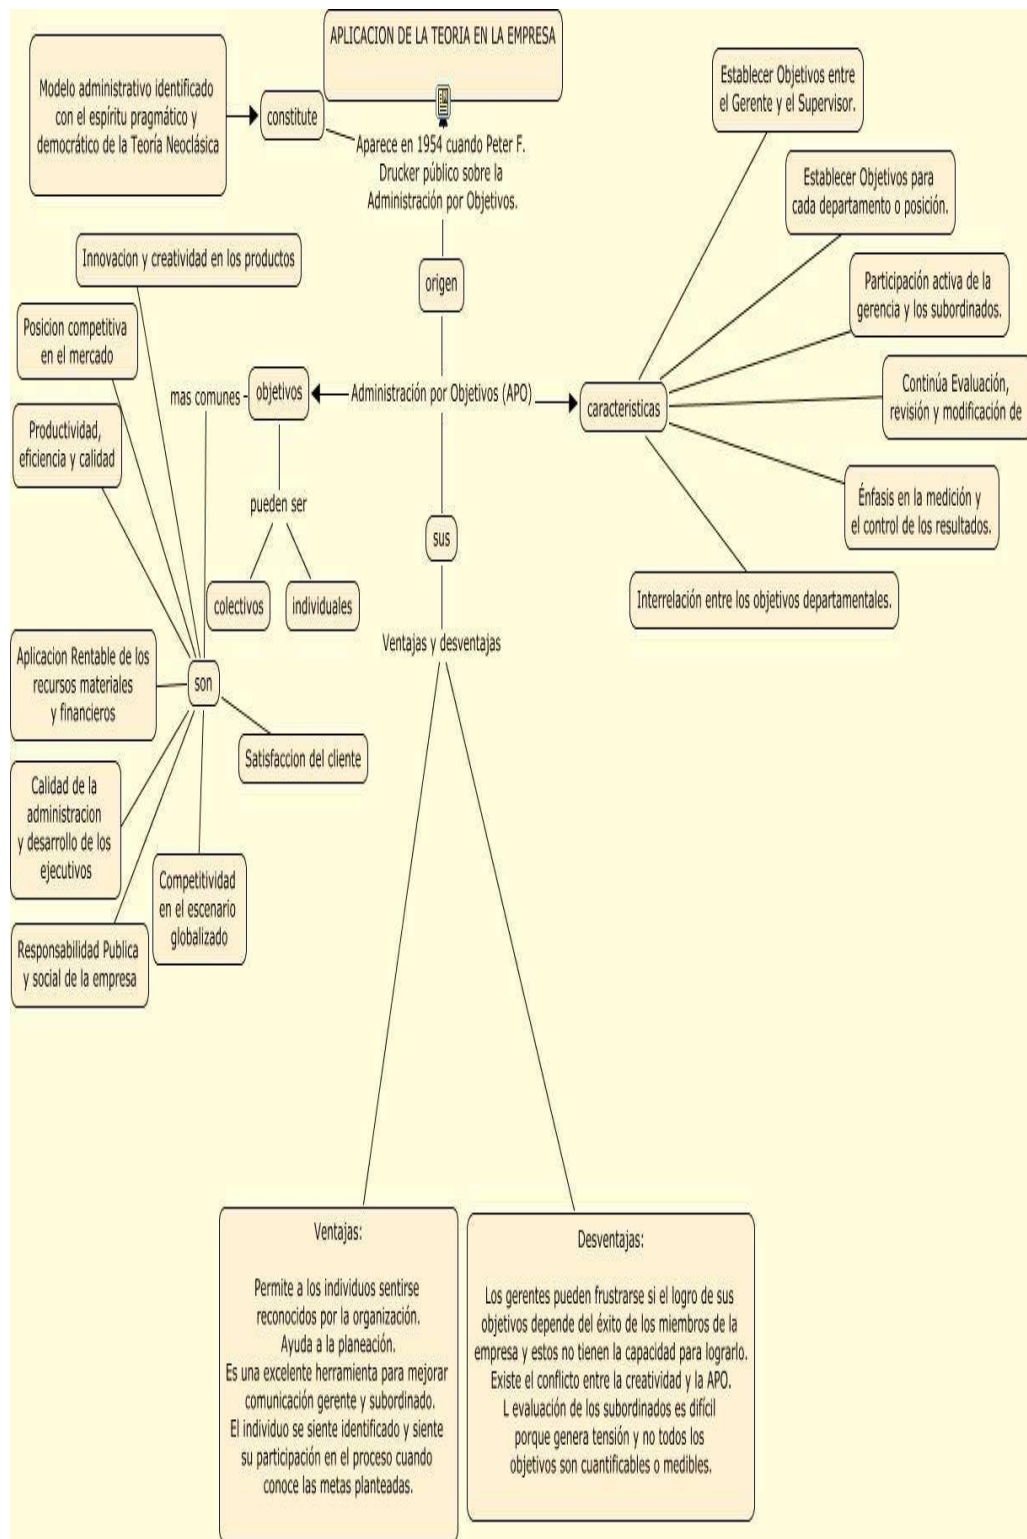 APLICACION DE LA TEORIA EN LA EMPRESA
Modelo administrativo identificado
con el espíritu pragmático y
democrático de la Teoría Neoclásica
constitute
Aparece en 1954 cuando Peter F.
Drucker público sobre la
Administración por Objetivos.
origen
Administración por Objetivos (APO)
objetivos
mas comunes
pueden ser
colectivos
individuales
son
Innovacion y creatividad en los productos
Posicion competitiva
en el mercado
Productividad,
eficiencia y calidad
Aplicacion Rentable de los
recursos materiales
y financieros
Calidad de la
administracion
y desarrollo de los
ejecutivos
Responsabilidad Publica
y social de la empresa
Competitividad
en el escenario
globalizado
Satisfaccion del cliente
caracteristicas
Establecer Objetivos entre
el Gerente y el Supervisor.
Establecer Objetivos para
cada departamento o posición.
Participación activa de la
gerencia y los subordinados.
Continúa Evaluación,
revisión y modificación de
Énfasis en la medición y
el control de los resultados.
Interrelación entre los objetivos departamentales.
sus
Ventajas y desventajas
Ventajas:
Permite a los individuos sentirse
reconocidos por la organización.
Ayuda a la planeación.
Es una excelente herramienta para mejorar
comunicación gerente y subordinado.
El individuo se siente identificado y siente
su participación en el proceso cuando
conoce las metas planteadas.
Desventajas:
Los gerentes pueden frustrarse si el logro de sus
objetivos depende del éxito de los miembros de la
empresa y estos no tienen la capacidad para lograrlo.
Existe el conflicto entre la creatividad y la APO.
L evaluación de los subordinados es difícil
porque genera tensión y no todos los
objetivos son cuantificables o medibles.